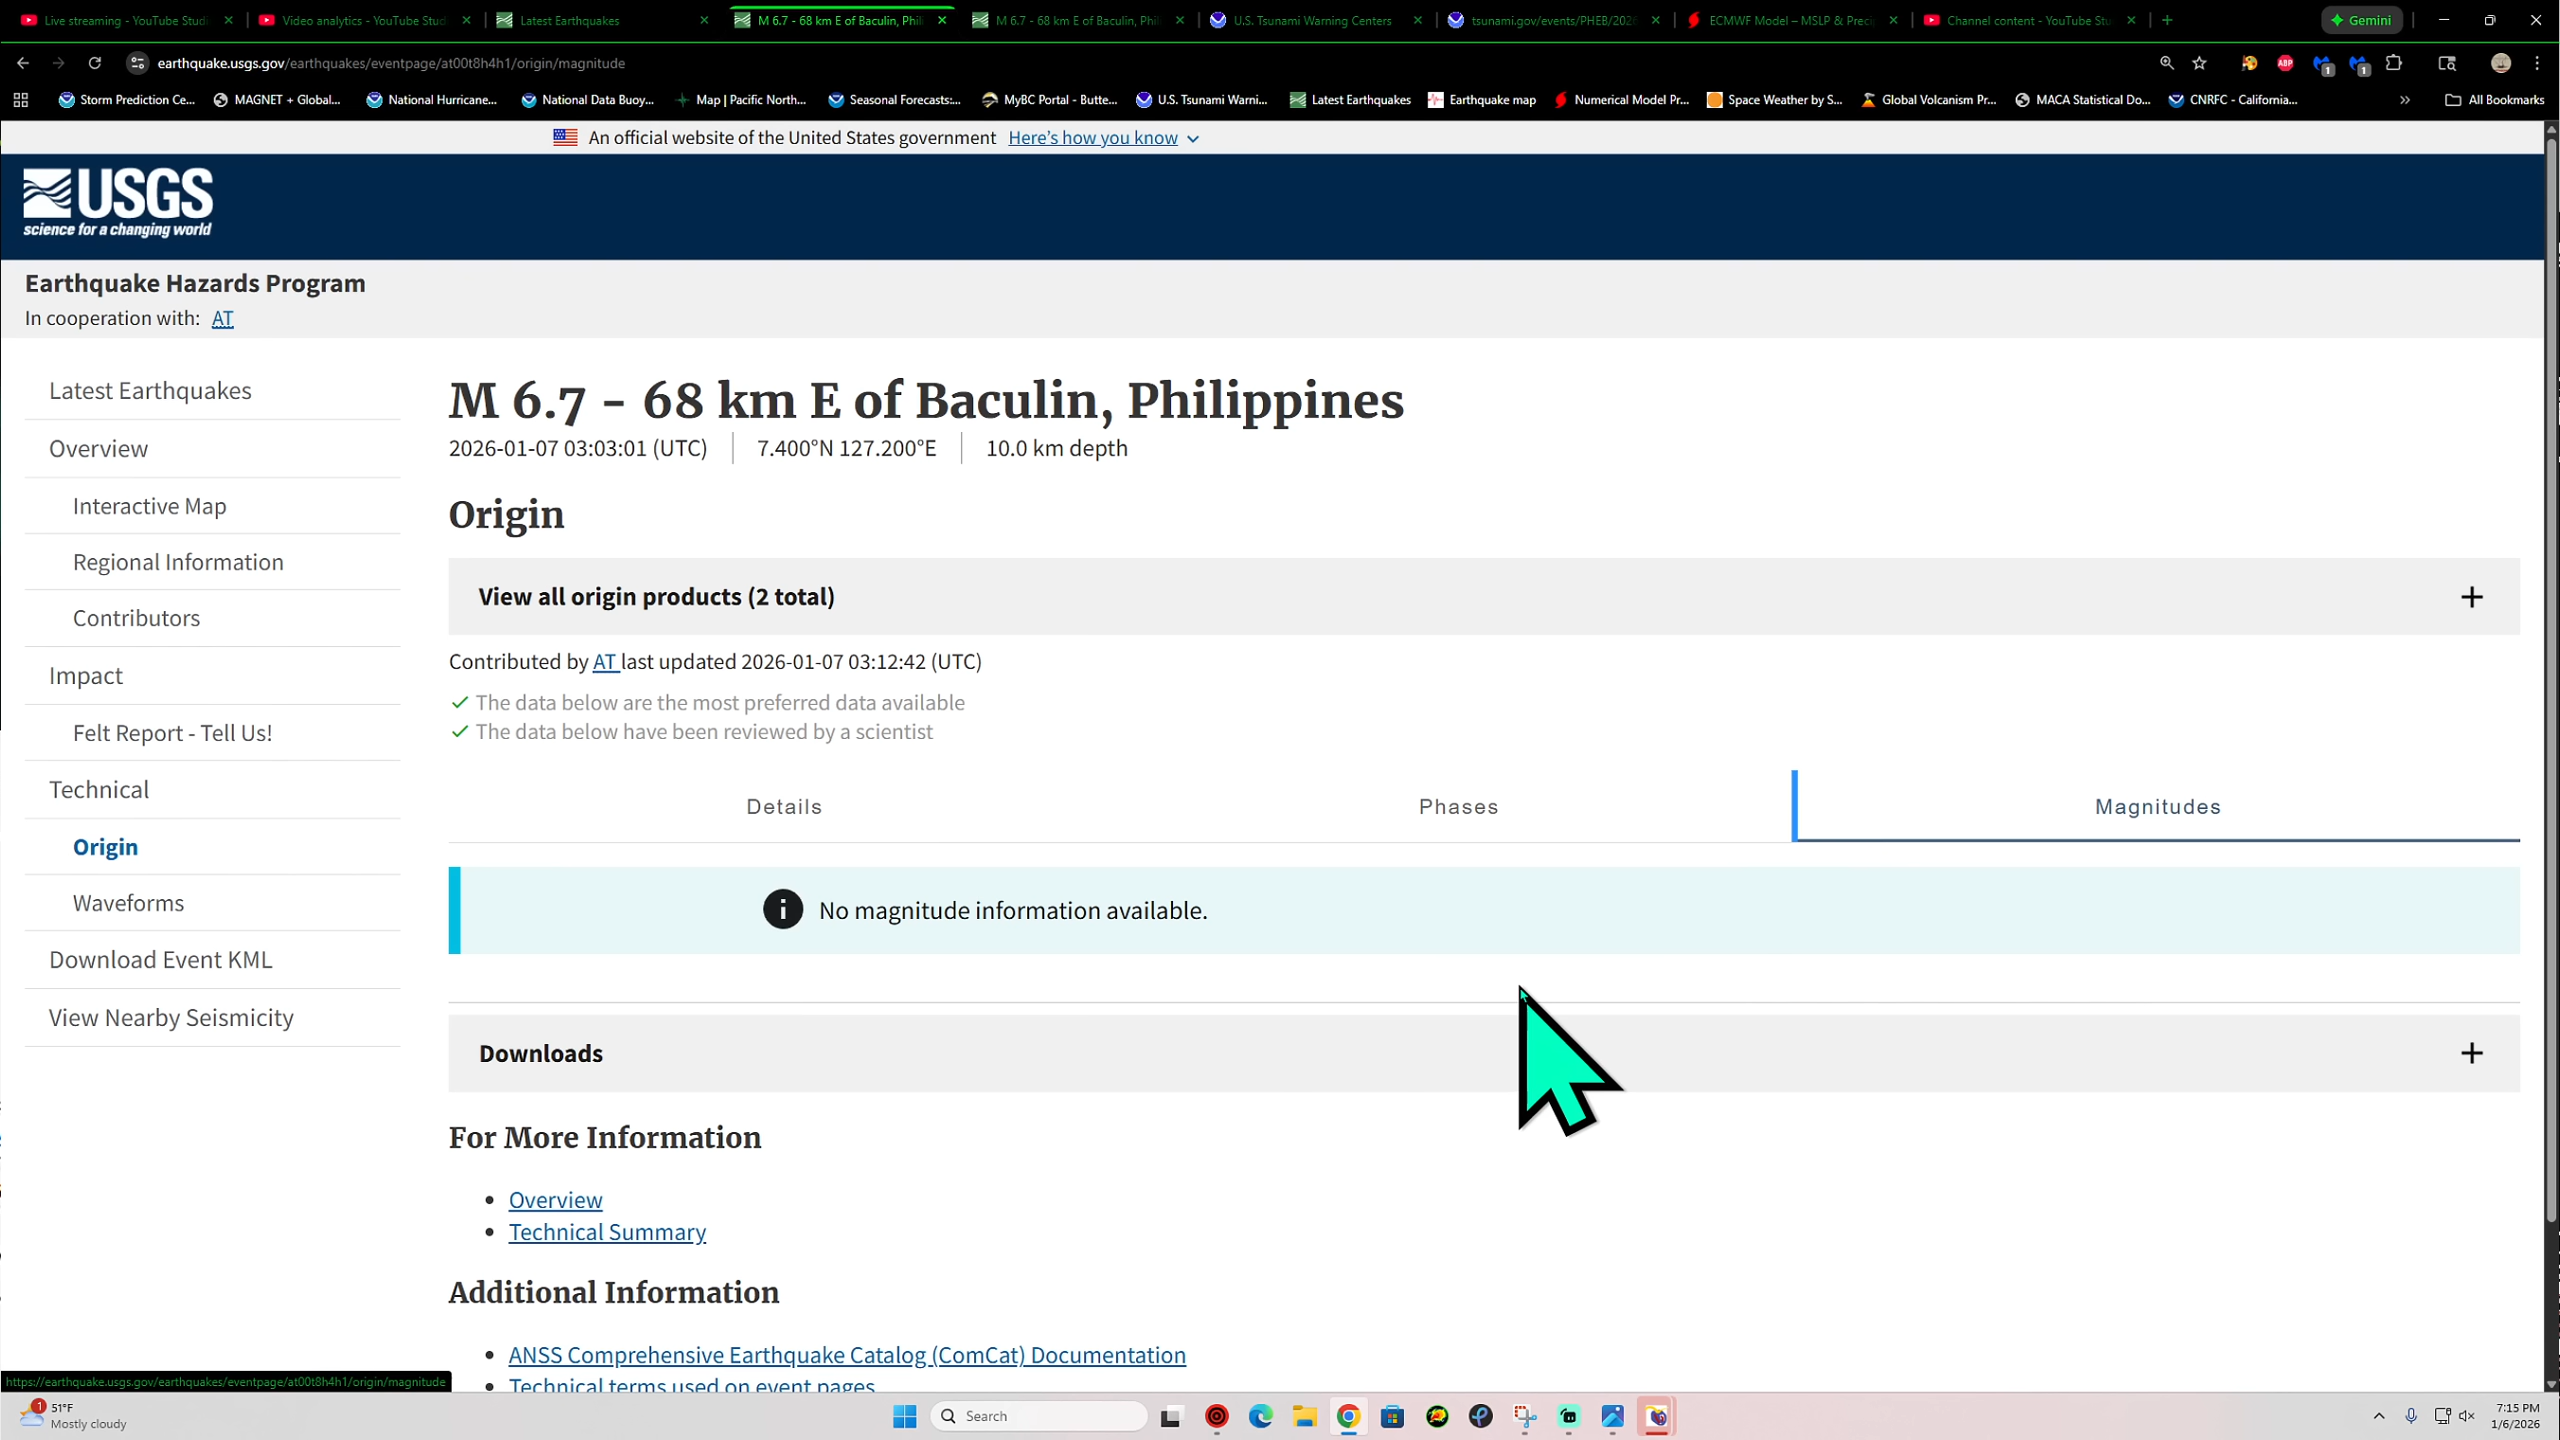 Live streaming - YouTube Studi
Video analytics - YouTube Stud
Latest Earthquakes
M 6.7 - 68 km E of Baculin, Phil
M 6.7 - 68 km E of Baculin, Phil
U.S. Tsunami Warning Centers
tsunami.gov/events/PHEB/2026
ECMWF Model – MSLP & Preci
Channel content - YouTube Stu
Gemini
earthquake.usgs.gov/earthquakes/eventpage/at00t8h4h1/origin/magnitude
Storm Prediction Ce...
MAGNET + Global...
National Hurricane...
National Data Buoy...
Map | Pacific North...
Seasonal Forecasts:...
MyBC Portal - Butte...
U.S. Tsunami Warni...
Latest Earthquakes
Earthquake map
Numerical Model Pr...
Space Weather by S...
Global Volcanism Pr...
MACA Statistical Do...
CNRFC - California...
All Bookmarks
An official website of the United States government Here's how you know
USGS
science for a changing world
Earthquake Hazards Program
In cooperation with: AT
Latest Earthquakes
Overview
Interactive Map
Regional Information
Contributors
Impact
Felt Report - Tell Us!
Technical
Origin
Waveforms
Download Event KML
View Nearby Seismicity
M 6.7 - 68 km E of Baculin, Philippines
2026-01-07 03:03:01 (UTC)
7.400°N 127.200°E
10.0 km depth
Origin
View all origin products (2 total)
Contributed by AT last updated 2026-01-07 03:12:42 (UTC)
The data below are the most preferred data available
The data below have been reviewed by a scientist
Details
Phases
Magnitudes
No magnitude information available.
Downloads
For More Information
Overview
Technical Summary
Additional Information
ANSS Comprehensive Earthquake Catalog (ComCat) Documentation
Technical terms used on event pages
https://earthquake.usgs.gov/earthquakes/eventpage/at00t8h4h1/origin/magnitude
1
51°F
Mostly cloudy
Search
7:15 PM
1/6/2026
ABP
1
1